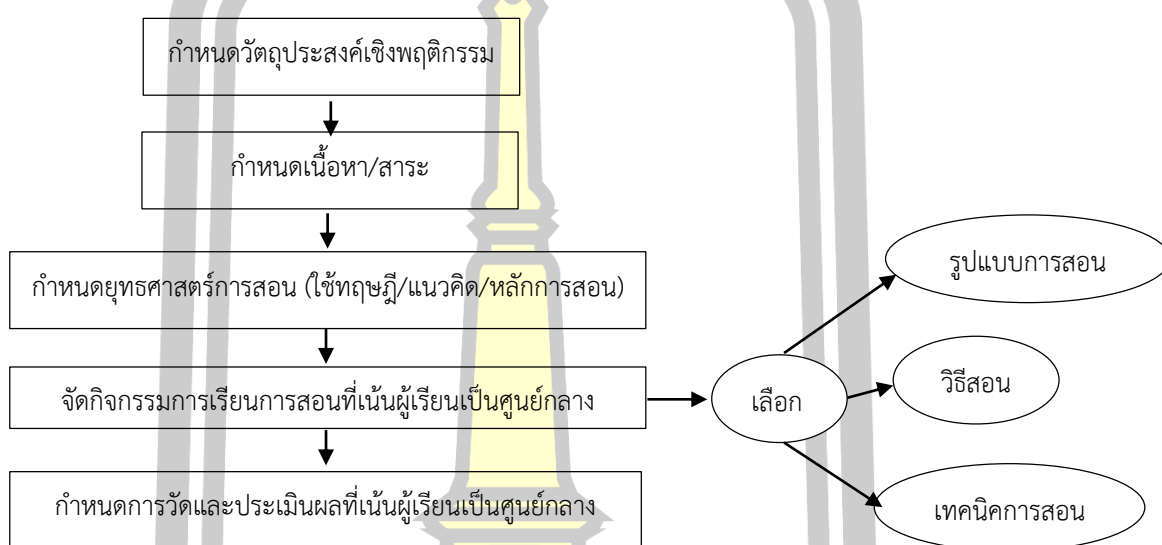 กำหนดวัตถุประสงค์เชิงพฤติกรรม
กำหนดเนื้อหา/สาระ
กำหนดยุทธศาสตร์การสอน (ใช้ทฤษฎี/แนวคิด/หลักการสอน)
จัดกิจกรรมการเรียนการสอนที่เน้นผู้เรียนเป็นศูนย์กลาง
กำหนดการวัดและประเมินผลที่เน้นผู้เรียนเป็นศูนย์กลาง
เลือก
รูปแบบการสอน
วิธีสอน
เทคนิคการสอน